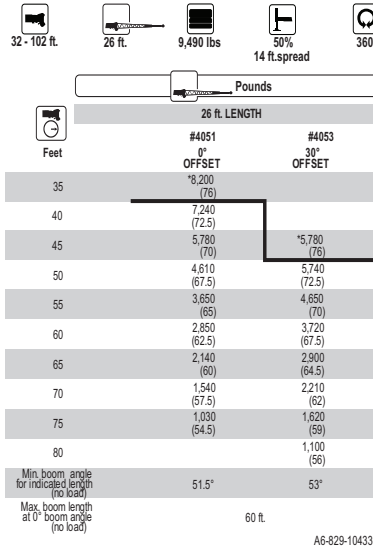 32 - 102 ft. 26 ft. 9,490 lbs 50% 360
14 ft.spread
Pounds
26 ft. LENGTH
#4051 #4053
Feet 0° 30°
OFFSET OFFSET
35 *8,200
(76)
40 7,240
(72.5)
45 5,780 *5,780
(70) (76)
50 4,610 5,740
(67.5) (72.5)
55 3,650 4,650
(65) (70)
60 2,850 3,720
(62.5) (67.5)
65 2,140 2,900
(60) (64.5)
70 1,540 2,210
(57.5) (62)
75 1,030 1,620
(54.5) (59)
80 1,100
(56)
Min. boom angle
for indicated length 51.5° 53°
(no load)
Max. boom length
at 0° boom angle 60 ft.
(no load)
A6-829-10433